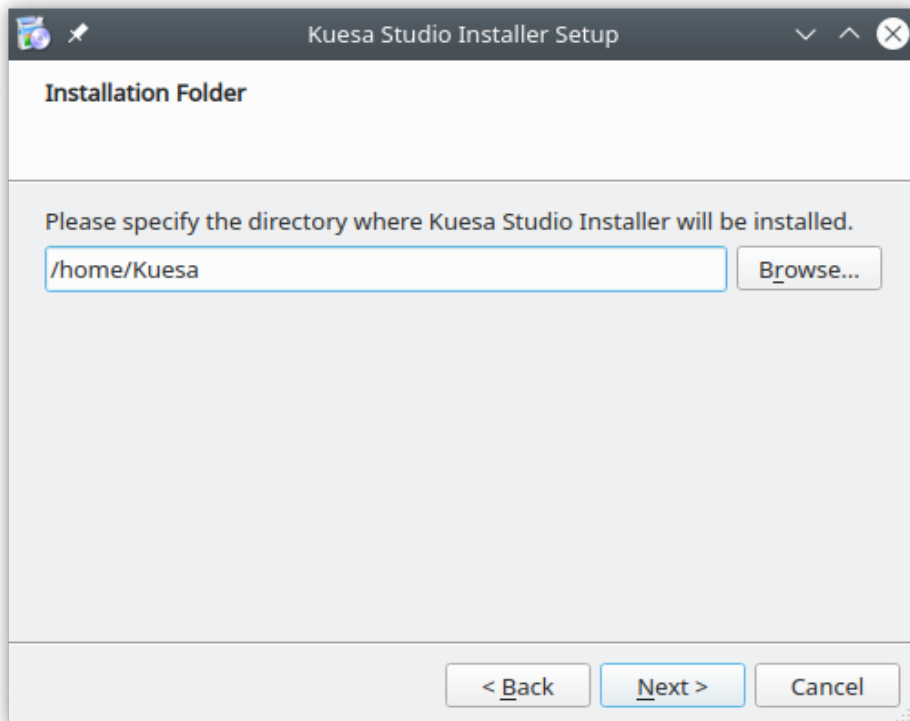 Kuesa Studio Installer Setup
Installation Folder
Please specify the directory where Kuesa Studio Installer will be installed.
/home/Kuesa
Browse...
< Back
Next >
Cancel